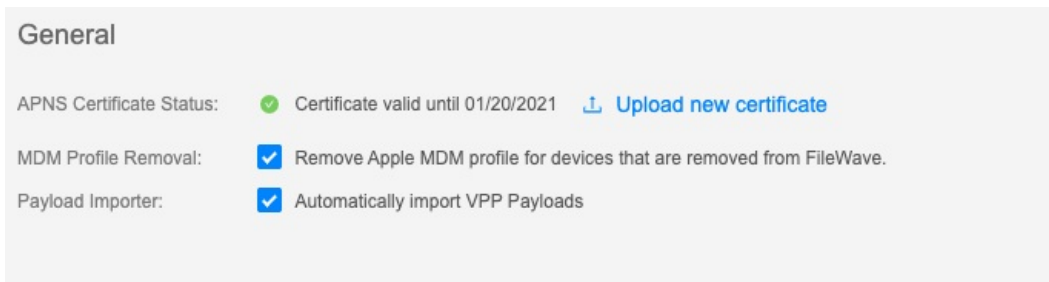 General
APNS Certificate Status: Certificate valid until 01/20/2021 Upload new certificate
MDM Profile Removal: Remove Apple MDM profile for devices that are removed from FileWave.
Payload Importer: Automatically import VPP Payloads